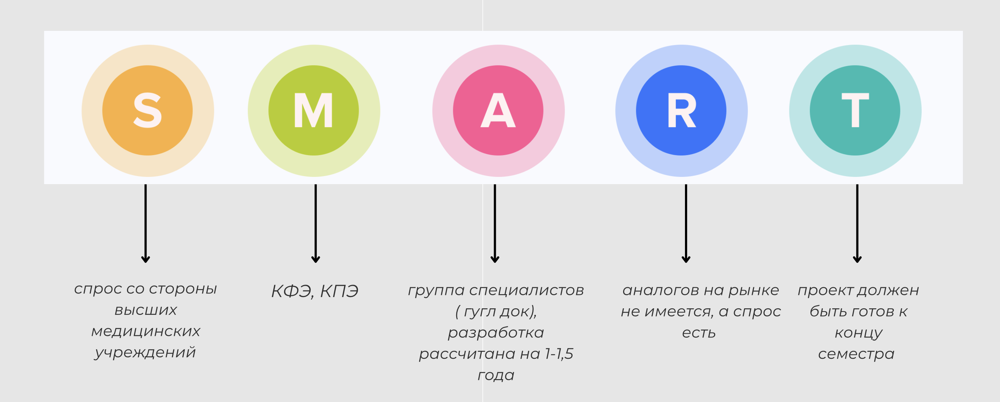 S M A R T
спрос со стороны
высших
медицинских
учреждений
КФЭ, КПЭ
группа специалистов
( гугл док),
разработка
рассчитана на 1-1,5
года
аналогов на рынке
не имеется, а спрос
есть
проект должен
быть готов к
концу
семестра